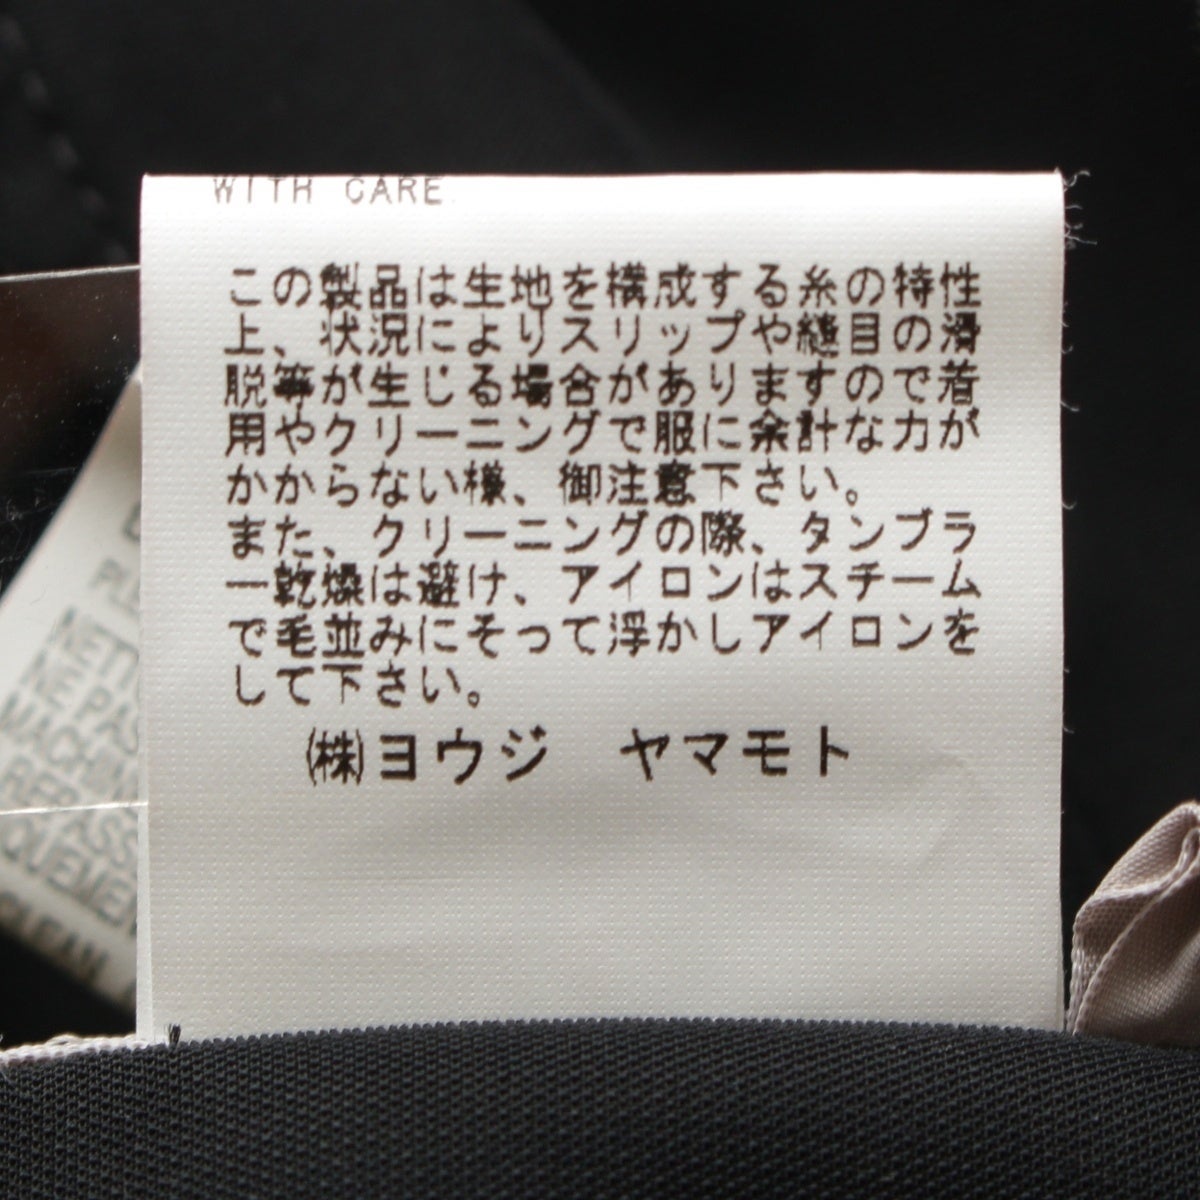 WITH CARE
この製品は生地を構成する糸の特性
上、状況によりスリップや縫目の滑
脱等が生じる場合がありますので着
用やクリーニングで服に余計な力が
かからない様、御注意下さい。
また、クリーニングの際、タンブラ
ー乾燥は避け、アイロンはスチーム
で毛並みにそって浮かしアイロンを
して下さい。
㈱ヨウジ　ヤマモト
NE PAS
MACHIN
CLEAN